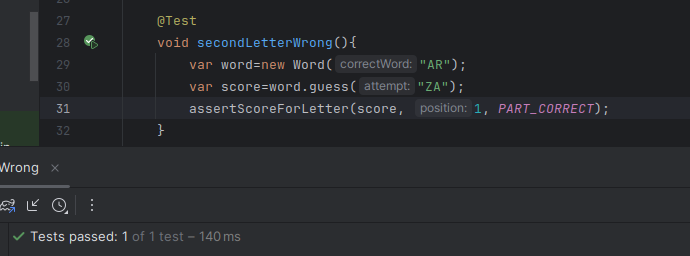 27
@Test
28 void secondLetterWrong(){
29 var word=new Word( correctWord: "AR");
30 var score=word.guess( attempt: "ZA");
31 assertScoreForLetter(score, position: 1, PART_CORRECT);
32 }
Wrong ×
Tests passed: 1 of 1 test – 140 ms